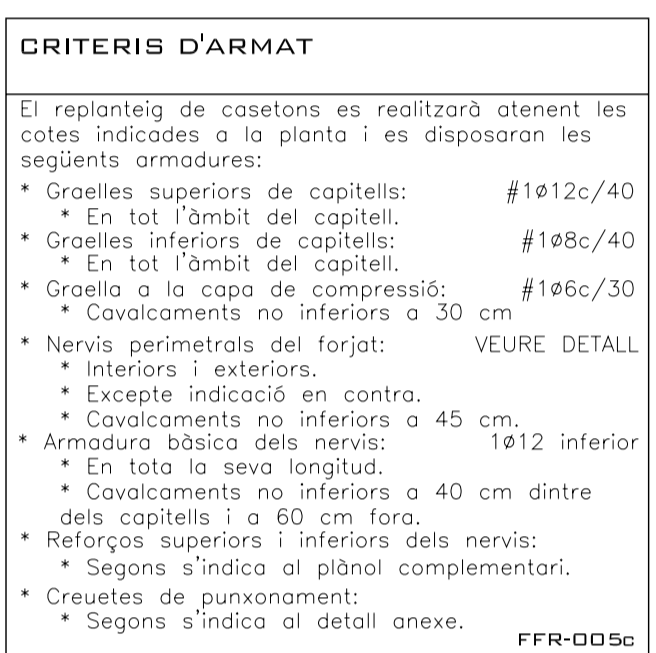 CRITERIS D'ARMAT
El replanteig de casetons es realitzarà atenent les
cotes indicades a la planta i es disposaran les
següents armadures:
* Graelles superiors de capitells: #1ø12c/40
* En tot l'àmbit del capitell.
* Graelles inferiors de capitells: #1ø8c/40
* En tot l'àmbit del capitell.
* Graella a la capa de compressió: #1ø6c/30
* Cavalcaments no inferiors a 30 cm
* Nervis perimetrals del forjat: VEURE DETALL
* Interiors i exteriors.
* Excepte indicació en contra.
* Cavalcaments no inferiors a 45 cm.
* Armadura bàsica dels nervis: 1ø12 inferior
* En tota la seva longitud.
* Cavalcaments no inferiors a 40 cm dintre
dels capitells i a 60 cm fora.
* Reforços superiors i inferiors dels nervis:
* Segons s'indica al plànol complementari.
* Creuetes de punxonament:
* Segons s'indica al detall anexe.
FFR-005c